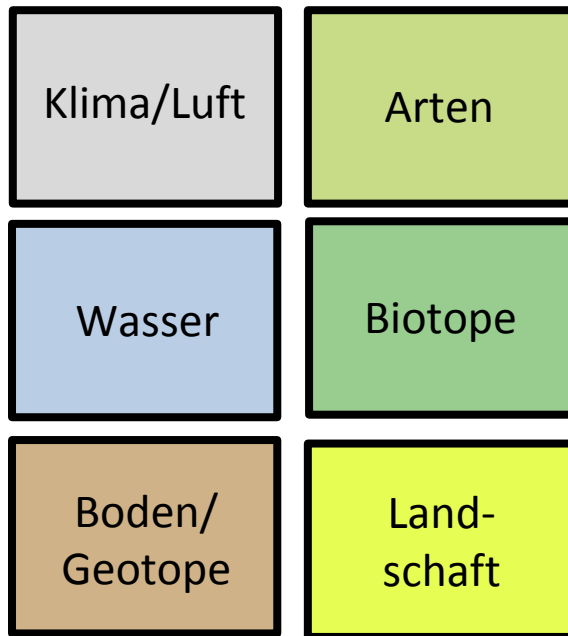 Klima/Luft
Arten
Wasser
Biotope
Boden/
Geotope
Land-
schaft